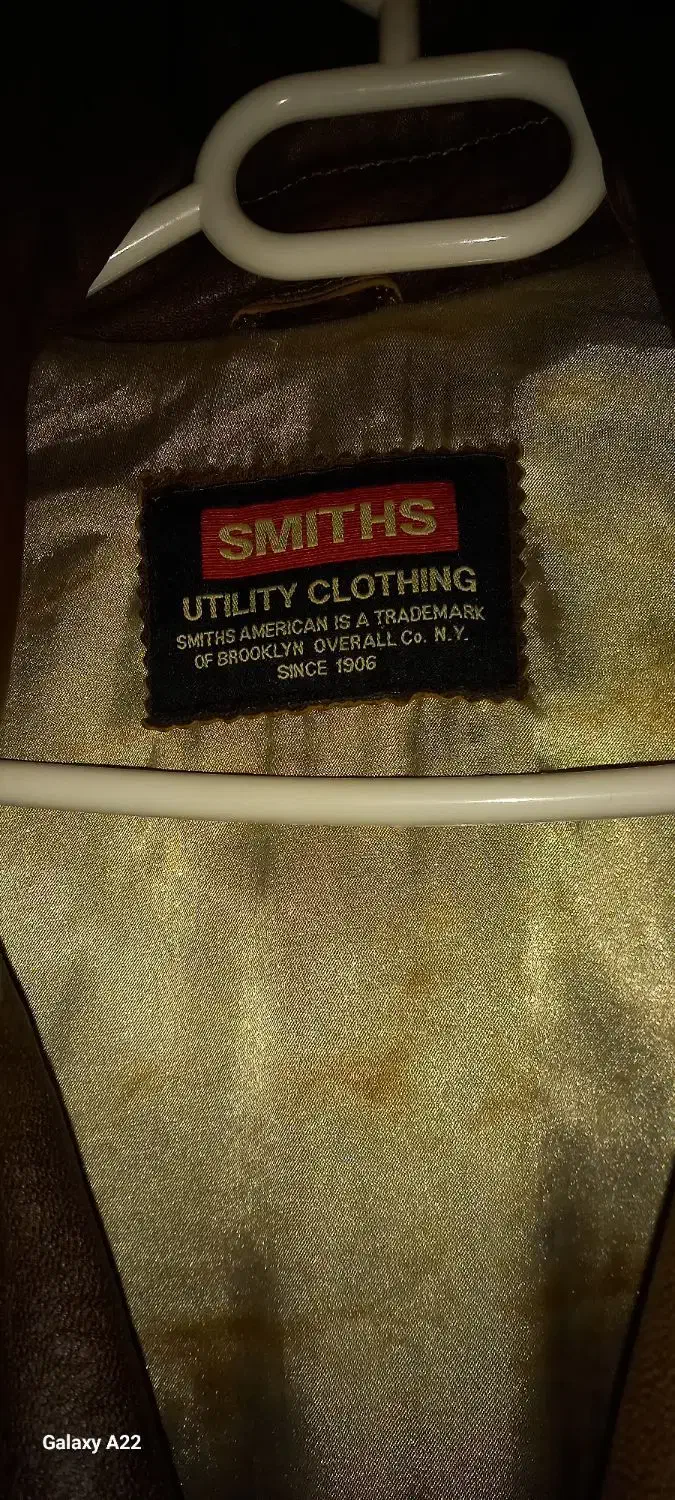 SMITHS
UTILITY CLOTHING
SMITHS AMERICAN IS A TRADEMARK
OF BROOKLYN OVERALL Co. N.Y.
SINCE 1906
Galaxy A22